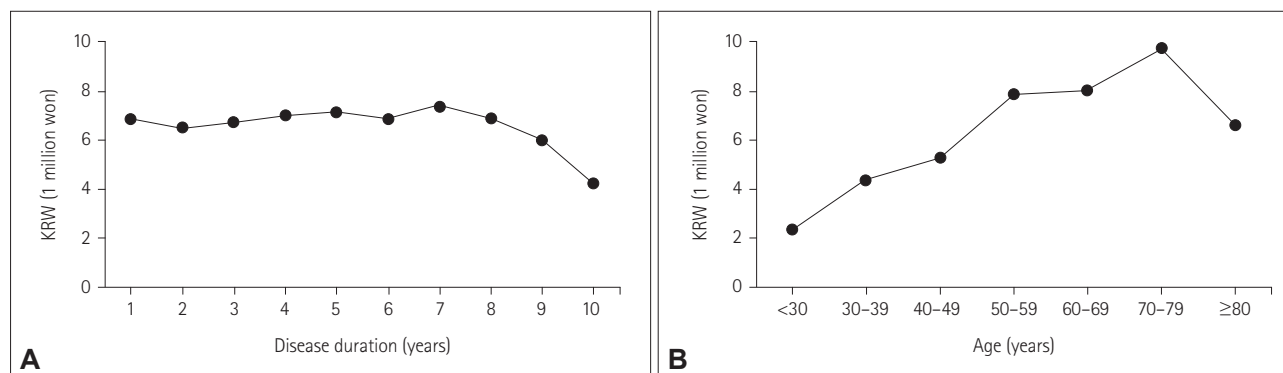 10
8
6
4
2
0
KRW (1 million won)
1 2 3 4 5 6 7 8 9 10
Disease duration (years)
A
10
8
6
4
2
0
KRW (1 million won)
<30 30–39 40–49 50–59 60–69 70–79 ≥80
Age (years)
B